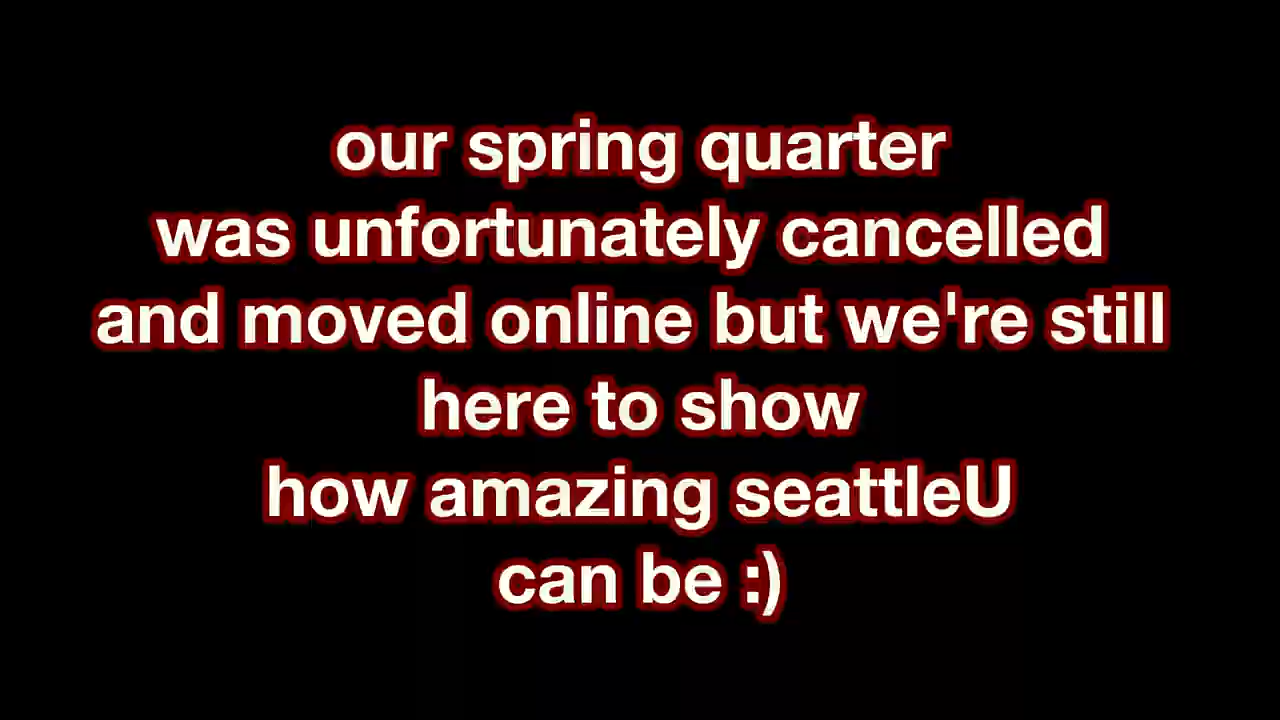 our spring quarter
was unfortunately cancelled
and moved online but we're still
here to show
how amazing seattleU
can be :)